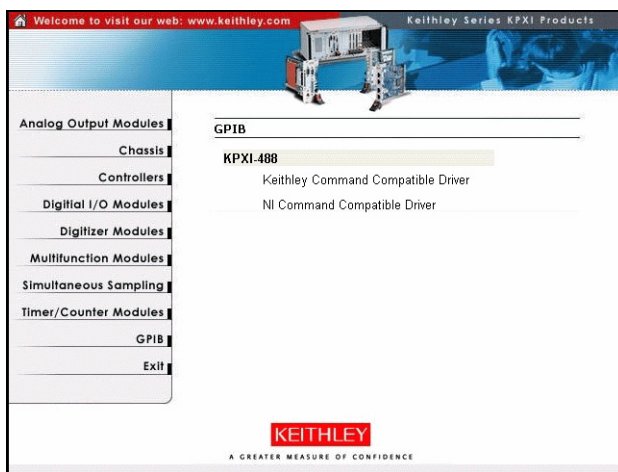 Welcome to visit our web: www.keithley.com
Keithley Series KPXI Products
Analog Output Modules
Chassis
Controllers
Digitial I/O Modules
Digitizer Modules
Multifunction Modules
Simultaneous Sampling
Timer/Counter Modules
GPIB
Exit
GPIB
KPXI-488
Keithley Command Compatible Driver
NI Command Compatible Driver
KEITHLEY
A GREATER MEASURE OF CONFIDENCE